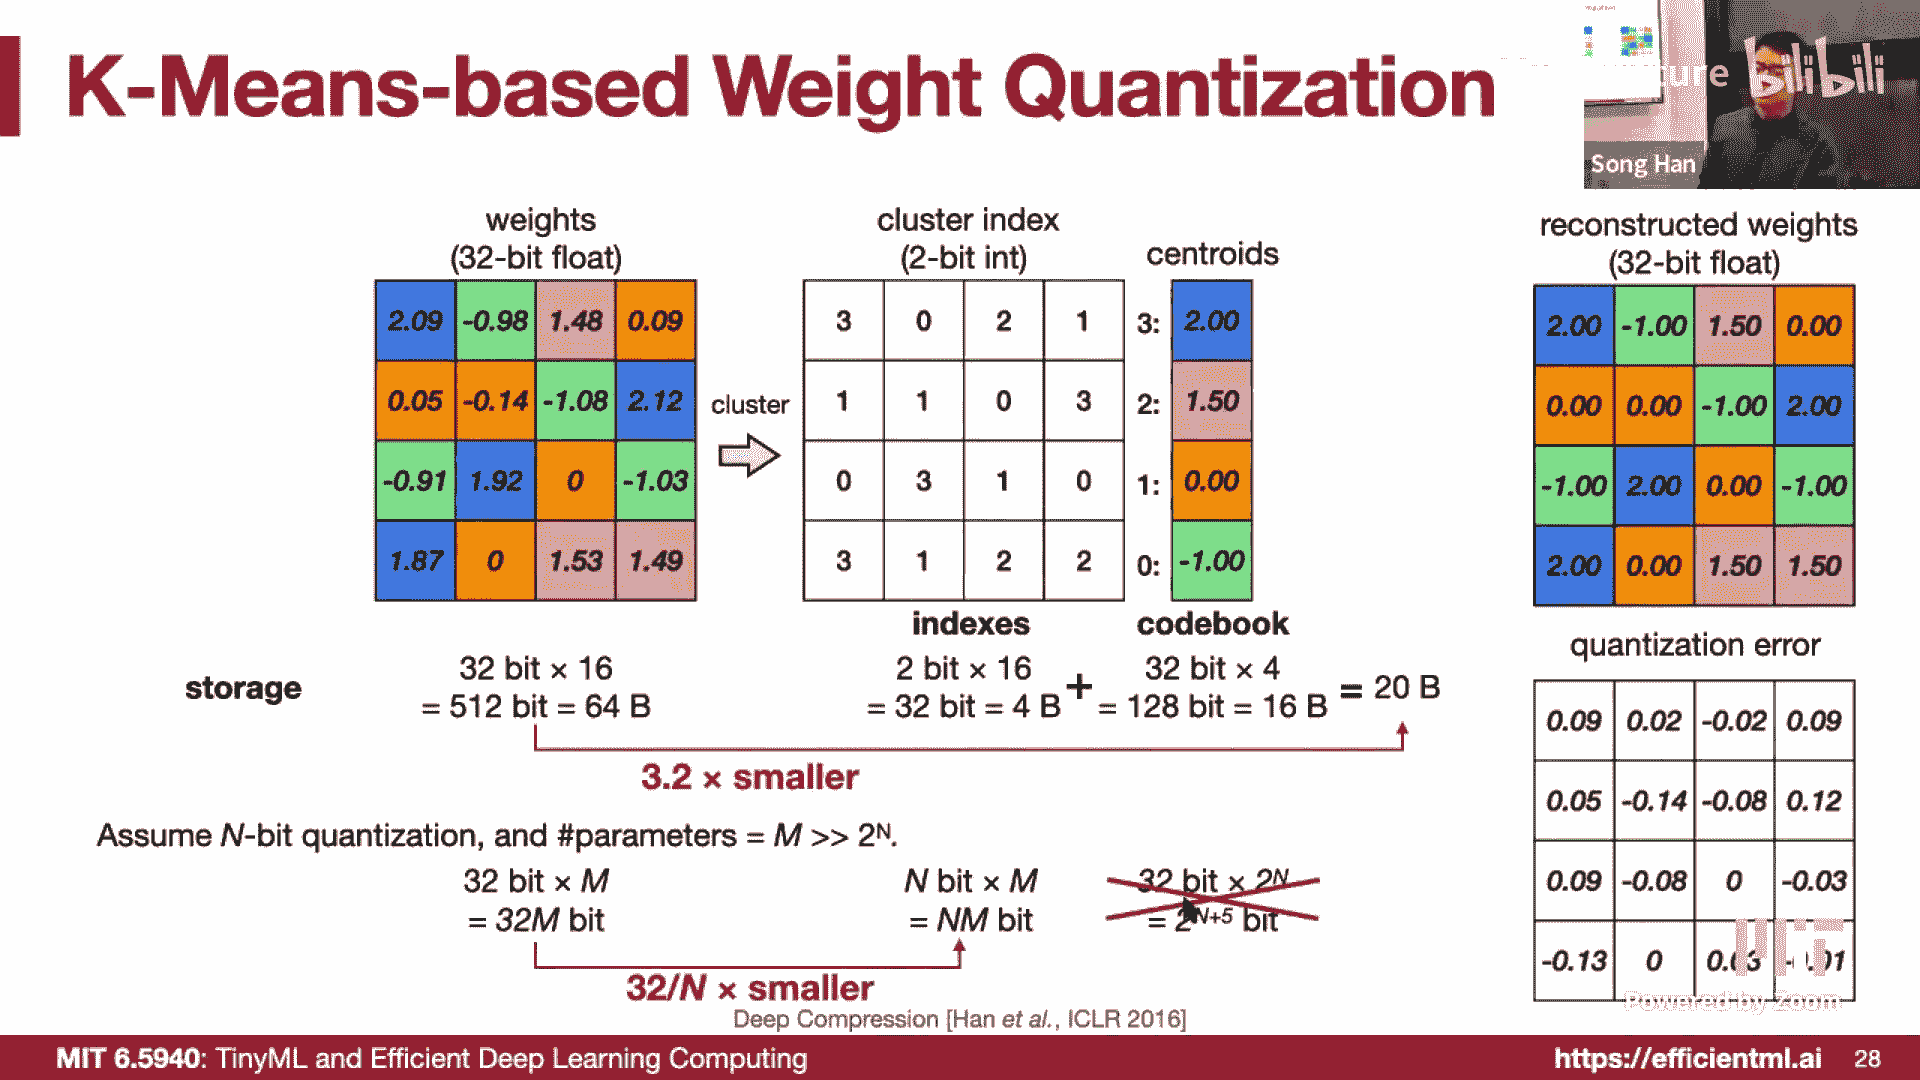 K-Means-based Weight Quantization
bilibili
Song Han
weights
(32-bit float)
cluster index
(2-bit int)
centroids
reconstructed weights
(32-bit float)
2.09 -0.98 1.48 0.09
0.05 -0.14 -1.08 2.12
-0.91 1.92 0 -1.03
1.87 0 1.53 1.49
cluster
3 0 2 1
1 1 0 3
0 3 1 0
3 1 2 2
3: 2.00
2: 1.50
1: 0.00
0: -1.00
2.00 -1.00 1.50 0.00
0.00 0.00 -1.00 2.00
-1.00 2.00 0.00 -1.00
2.00 0.00 1.50 1.50
indexes
codebook
storage
32 bit × 16
= 512 bit = 64 B
2 bit × 16
= 32 bit = 4 B
+
32 bit × 4
= 128 bit = 16 B
= 20 B
3.2 × smaller
quantization error
0.09 0.02 -0.02 0.09
0.05 -0.14 -0.08 0.12
0.09 -0.08 0 -0.03
-0.13 0
Assume N-bit quantization, and #parameters = M >> 2ᴺ.
32 bit × M
= 32M bit
N bit × M
= NM bit
32 bit × 2ᴺ
= 2ᴺ⁺⁵ bit
32/N × smaller
MIT
Powered by Zoom
Deep Compression [Han et al., ICLR 2016]
MIT 6.5940: TinyML and Efficient Deep Learning Computing
https://efficientml.ai 28